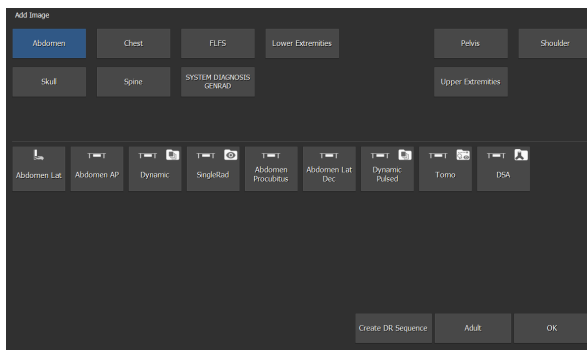 Add Image
Abdomen
Chest
FLFS
Lower Extremities
Pelvis
Shoulder
Skull
Spine
SYSTEM DIAGNOSIS
GENRAD
Upper Extremities
Abdomen Lat
Abdomen AP
Dynamic
SingleRad
Abdomen
Procubitus
Abdomen Lat
Dec
Dynamic
Pulsed
Tomo
DSA
Create DR Sequence
Adult
OK